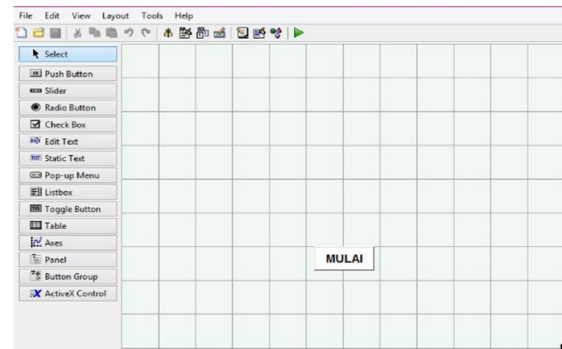 File Edit View Layout Tools Help
Select
Push Button
Slider
Radio Button
Check Box
Edit Text
Static Text
Pop-up Menu
Listbox
Toggle Button
Table
Axes
Panel
Button Group
ActiveX Control
MULAI